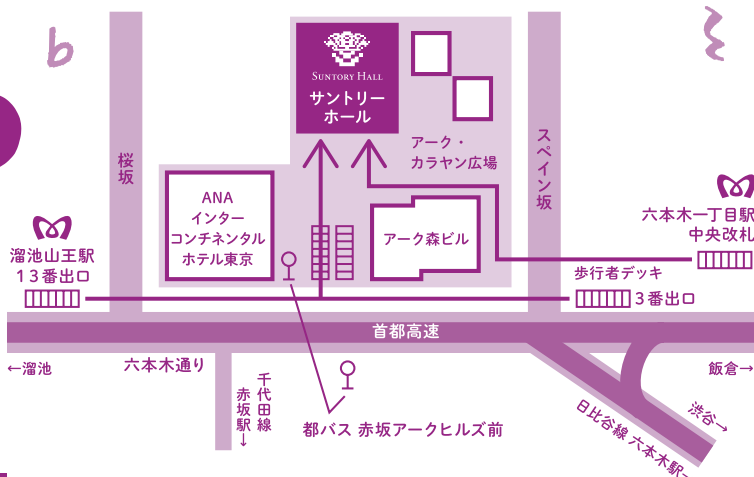 SUNTORY HALL
サントリー
ホール
アーク・
カラヤン広場
桜坂
スペイン坂
ANA
インター
コンチネンタル
ホテル東京
アーク森ビル
溜池山王駅
13番出口
六本木一丁目駅
中央改札
歩行者デッキ
3番出口
首都高速
←溜池
六本木通り
飯倉→
千代田線
赤坂駅→
都バス 赤坂アークヒルズ前
渋谷→
日比谷線 六本木駅→